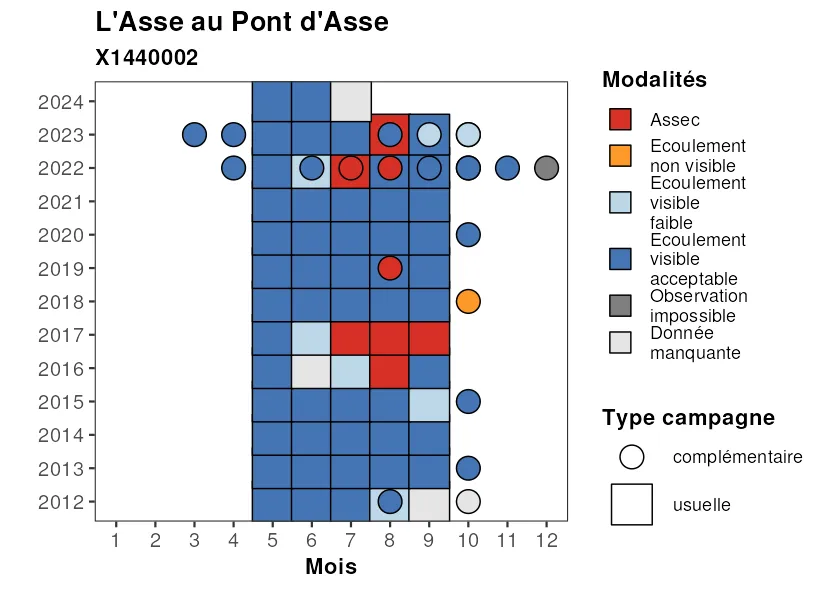 L'Asse au Pont d'Asse
X1440002
2024
2023
2022
2021
2020
2019
2018
2017
2016
2015
2014
2013
2012
1 2 3 4 5 6 7 8 9 10 11 12
Mois
Modalités
Assec
Ecoulement
non visible
Ecoulement
visible
faible
Ecoulement
visible
acceptable
Observation
impossible
Donnée
manquante
Type campagne
complémentaire
usuelle